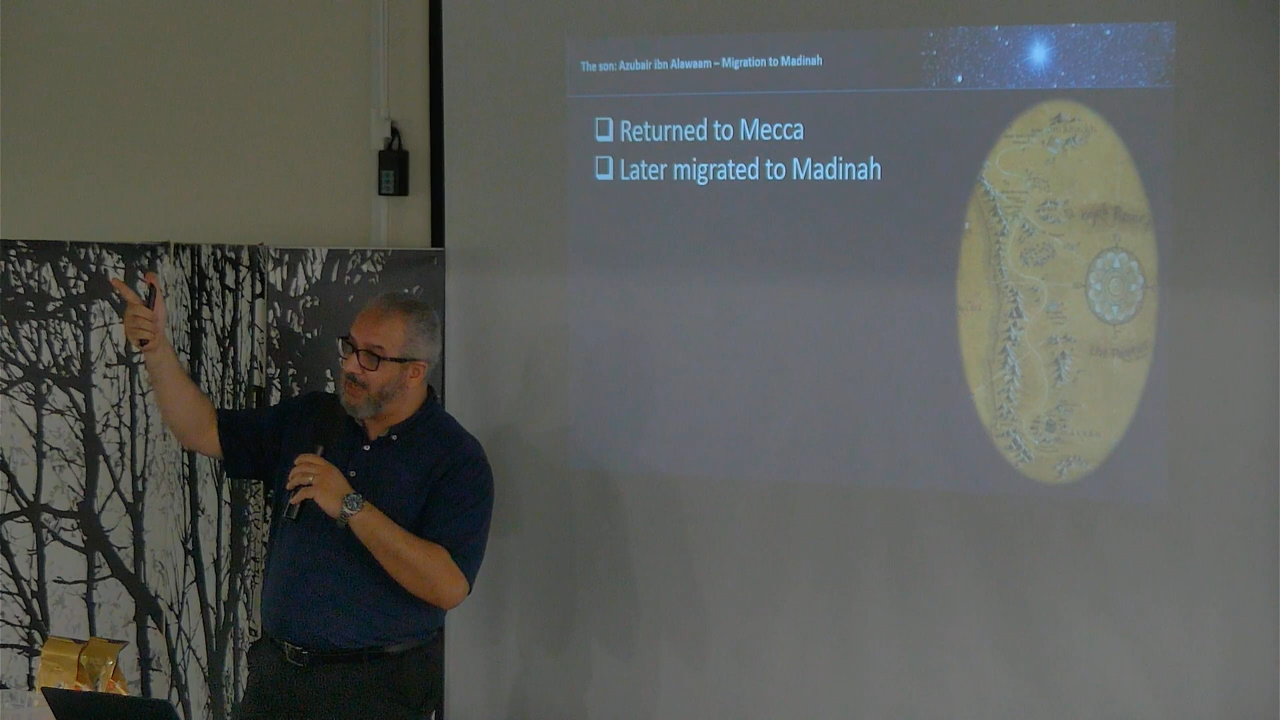 The son: Azubair ibn Alawaam – Migration to Madinah
❑ Returned to Mecca
❑ Later migrated to Madinah